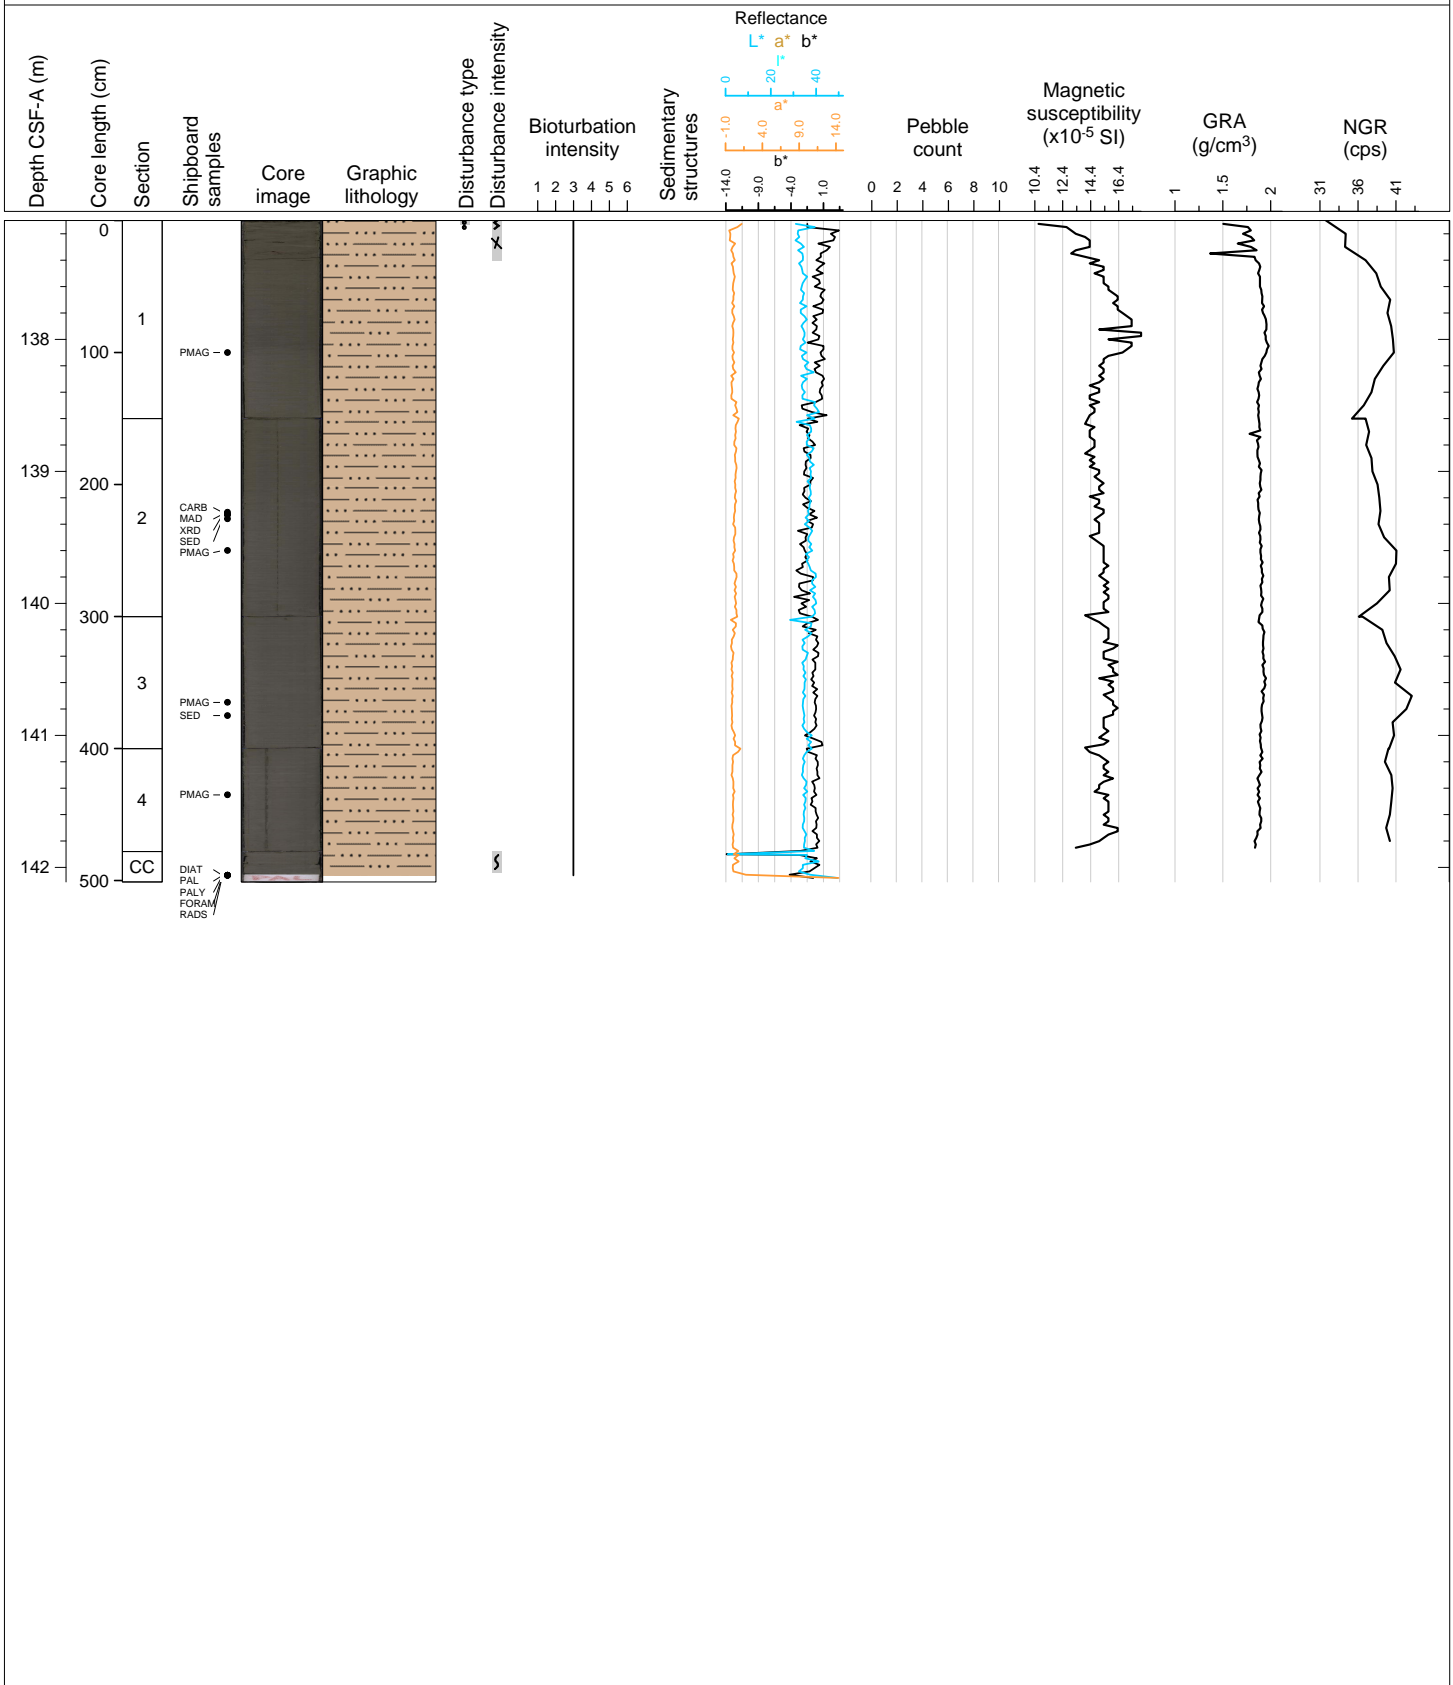 Reflectance
L* a* b*
l*
0 20 40
a*
-1.0 4.0 9.0 14.0
b*
-14.0 -9.0 -4.0 1.0
Depth CSF-A (m)
Core length (cm)
Section
Shipboard samples
Core image
Graphic lithology
Disturbance type
Disturbance intensity
Bioturbation intensity
1 2 3 4 5 6
Sedimentary structures
Pebble count
0 2 4 6 8 10
Magnetic susceptibility (x10-5 SI)
10.4 12.4 14.4 16.4
GRA (g/cm3)
1 1.5 2
NGR (cps)
31 36 41
0
1
138
100
PMAG
139
200
2
CARB
MAD
XRD
SED
PMAG
140
300
3
PMAG
SED
141
400
4
PMAG
142
500
CC
DIAT
PAL
PALY
FORAM
RADS